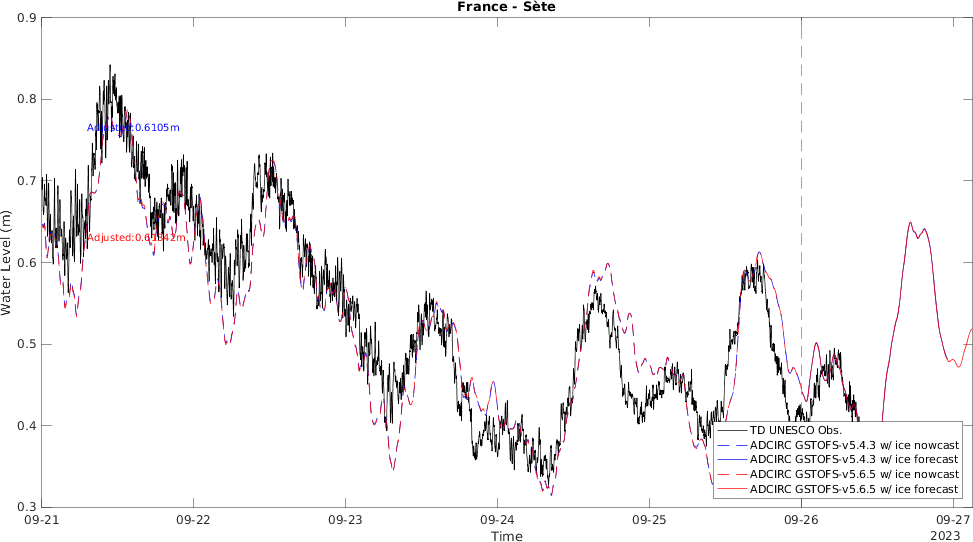 France - Sète
0.9
0.8
0.7
0.6
0.5
0.4
0.3
Water Level (m)
Adjusted:0.6105m
TD UNESCO Obs.
ADCIRC GSTOFS-v5.4.3 w/ ice nowcast
ADCIRC GSTOFS-v5.4.3 w/ ice forecast
ADCIRC GSTOFS-v5.6.5 w/ ice nowcast
ADCIRC GSTOFS-v5.6.5 w/ ice forecast
09-21 09-22 09-23 09-24 09-25 09-26 09-27
Time
2023